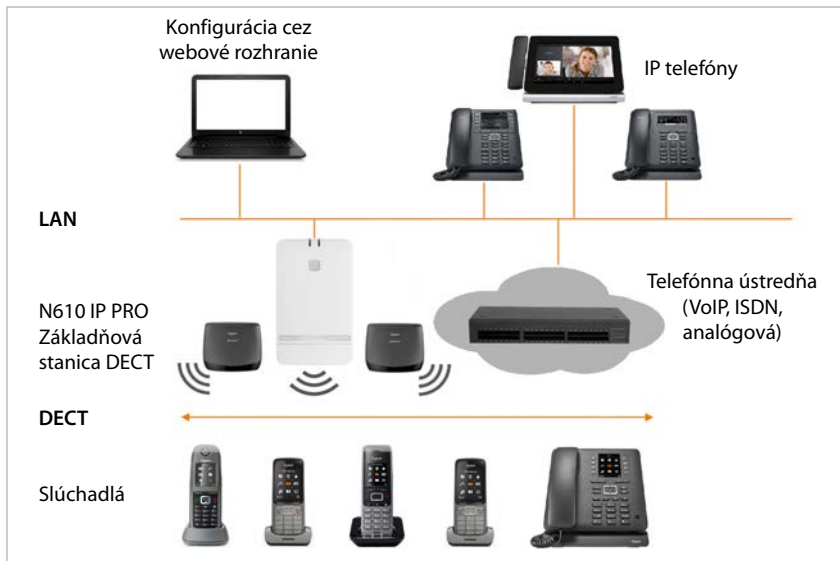 Konfigurácia cez
webové rozhranie
IP telefóny
LAN
N610 IP PRO
Základňová
stanica DECT
Telefónna ústredňa
(VoIP, ISDN,
analógová)
DECT
Slúchadlá